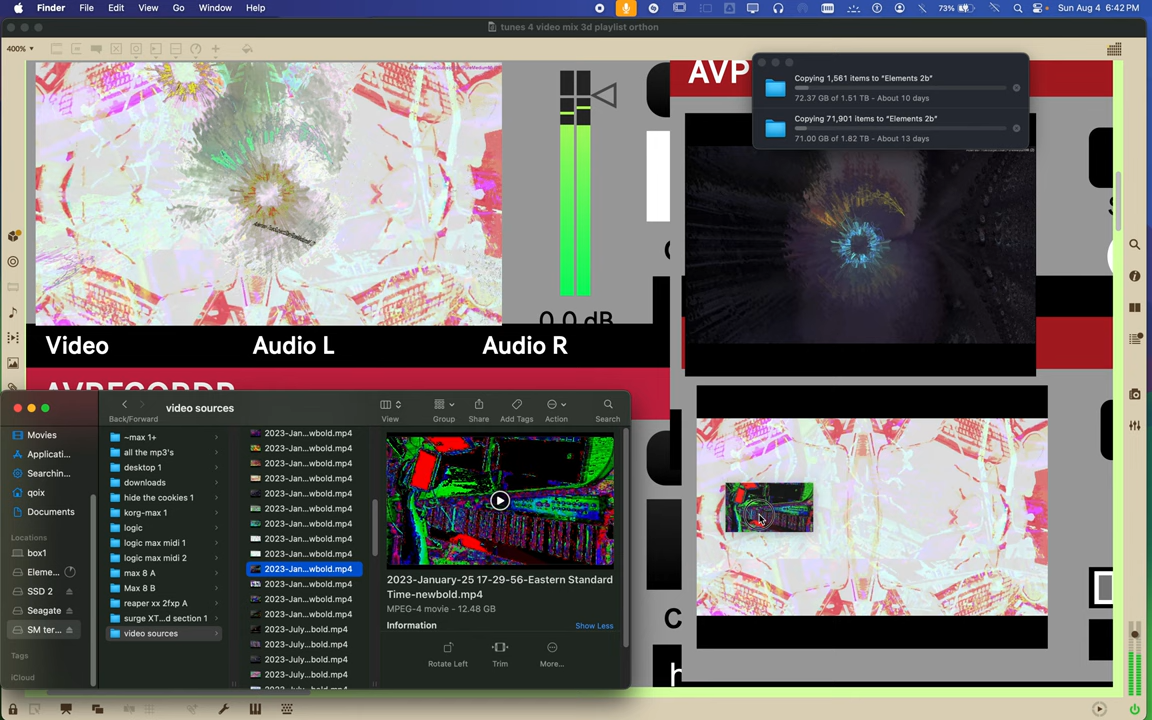 Finder File Edit View Go Window Help
73% Sun Aug 4 6:42 PM
tunes 4 video mix 3d playlist orthon
400%
AVP
Copying 1,561 items to "Elements 2b"
72.37 GB of 1.51 TB - About 10 days
Copying 71,901 items to "Elements 2b"
71.00 GB of 1.82 TB - About 13 days
0.0 dB
Video Audio L Audio R
AVRECORDR
video sources
Back/Forward View Group Share Add Tags Action Search
Movies
Applicati...
Searchin...
qoix
Documents
Locations
box1
Eleme...
SSD 2
Seagate
SM ter...
Tags
iCloud
~max 1+
all the mp3's
desktop 1
downloads
hide the cookies 1
korg-max 1
logic
logic max midi 1
logic max midi 2
max 8 A
Max 8 B
reaper xx 2fxp A
surge XT...d section 1
video sources
2023-Jan...wbold.mp4
2023-Jan...wbold.mp4
2023-Jan...wbold.mp4
2023-Jan...wbold.mp4
2023-Jan...wbold.mp4
2023-Jan...wbold.mp4
2023-Jan...wbold.mp4
2023-Jan...wbold.mp4
2023-Jan...wbold.mp4
2023-Jan...wbold.mp4
2023-Jan...wbold.mp4
2023-Jan...wbold.mp4
2023-Jan...wbold.mp4
2023-July...bold.mp4
2023-July...bold.mp4
2023-July...bold.mp4
2023-July...bold.mp4
2023-January-25 17-29-56-Eastern Standard
Time-newbold.mp4
MPEG-4 movie - 12.48 GB
Information Show Less
Rotate Left Trim More...